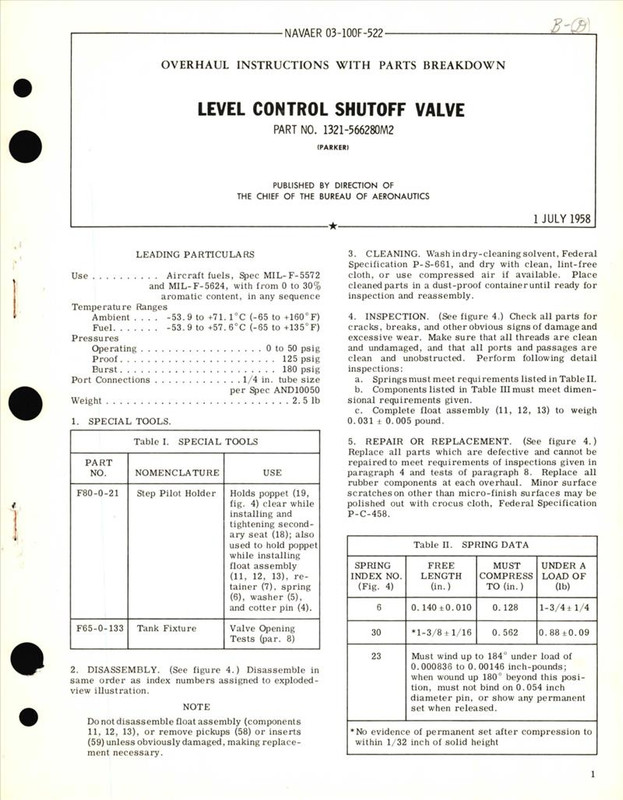 B-(D)
NAVAER 03-100F-522
OVERHAUL INSTRUCTIONS WITH PARTS BREAKDOWN
LEVEL CONTROL SHUTOFF VALVE
PART NO. 1321-566280M2
(PARKER)
PUBLISHED BY DIRECTION OF
THE CHIEF OF THE BUREAU OF AERONAUTICS
1 JULY 1958
LEADING PARTICULARS
Use . . . . . . . . . . Aircraft fuels, Spec MIL-F-5572
and MIL-F-5624, with from 0 to 30%
aromatic content, in any sequence
Temperature Ranges
Ambient . . . . -53.9 to +71.1°C (-65 to +160°F)
Fuel. . . . . . . -53.9 to +57.6°C (-65 to +135°F)
Pressures
Operating . . . . . . . . . . . . . . . . . . 0 to 50 psig
Proof. . . . . . . . . . . . . . . . . . . . . . . 125 psig
Burst. . . . . . . . . . . . . . . . . . . . . . . 180 psig
Port Connections . . . . . . . . . . . . . 1/4 in. tube size
per Spec AND10050
Weight . . . . . . . . . . . . . . . . . . . . . . . . . . . 2.5 lb
1. SPECIAL TOOLS.
Table I. SPECIAL TOOLS
PART NO. NOMENCLATURE USE
F80-0-21 Step Pilot Holder Holds poppet (19,
fig. 4) clear while
installing and
tightening second-
ary seat (18); also
used to hold poppet
while installing
float assembly
(11, 12, 13), re-
tainer (7), spring
(6), washer (5),
and cotter pin (4).
F65-0-133 Tank Fixture Valve Opening
Tests (par. 8)
2. DISASSEMBLY. (See figure 4.) Disassemble in
same order as index numbers assigned to exploded-
view illustration.
NOTE
Do not disassemble float assembly (components
11, 12, 13), or remove pickups (58) or inserts
(59) unless obviously damaged, making replace-
ment necessary.
3. CLEANING. Wash in dry-cleaning solvent, Federal
Specification P-S-661, and dry with clean, lint-free
cloth, or use compressed air if available. Place
cleaned parts in a dust-proof container until ready for
inspection and reassembly.
4. INSPECTION. (See figure 4.) Check all parts for
cracks, breaks, and other obvious signs of damage and
excessive wear. Make sure that all threads are clean
and undamaged, and that all ports and passages are
clean and unobstructed. Perform following detail
inspections:
a. Springs must meet requirements listed in Table II.
b. Components listed in Table III must meet dimen-
sional requirements given.
c. Complete float assembly (11, 12, 13) to weigh
0.031 ± 0.005 pound.
5. REPAIR OR REPLACEMENT. (See figure 4.)
Replace all parts which are defective and cannot be
repaired to meet requirements of inspections given in
paragraph 4 and tests of paragraph 8. Replace all
rubber components at each overhaul. Minor surface
scratches on other than micro-finish surfaces may be
polished out with crocus cloth, Federal Specification
P-C-458.
Table II. SPRING DATA
SPRING FREE MUST UNDER A
INDEX NO. LENGTH COMPRESS LOAD OF
(Fig. 4) (in.) TO (in.) (lb)
6 0.140 ±0.010 0.128 1-3/4± 1/4
30 *1-3/8 ± 1/16 0.562 0.88 ±0.09
23 Must wind up to 184° under load of
0.000836 to 0.00146 inch-pounds;
when wound up 180° beyond this posi-
tion, must not bind on 0.054 inch
diameter pin, or show any permanent
set when released.
*No evidence of permanent set after compression to
within 1/32 inch of solid height
1